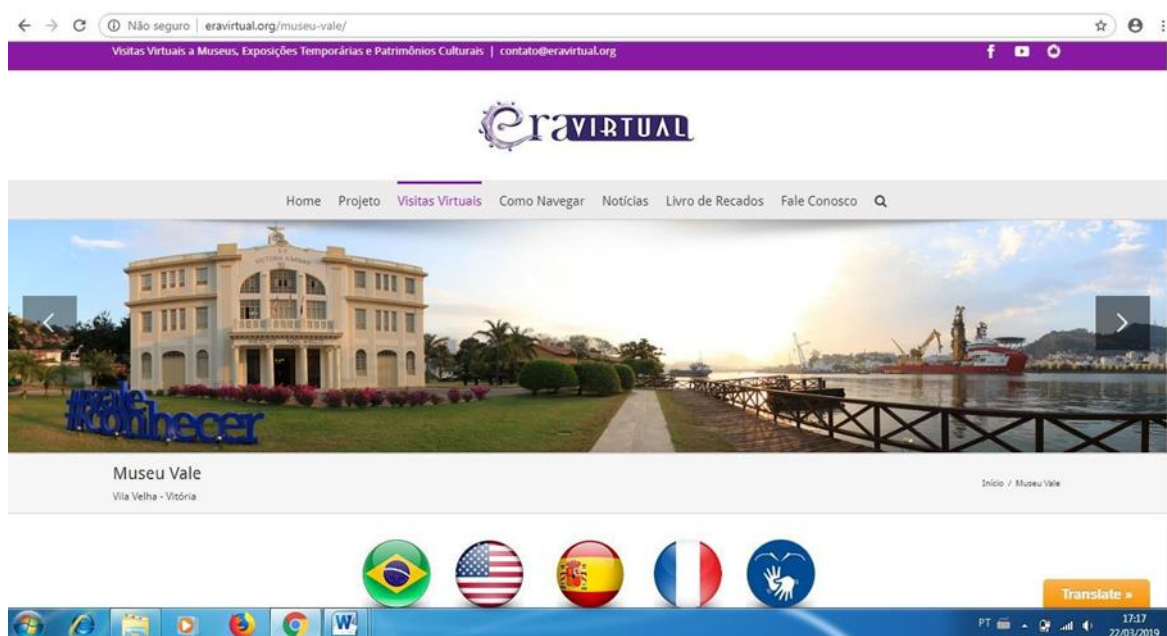 Não seguro | eravirtual.org/museu-vale/
Visitas Virtuais a Museus, Exposições Temporárias e Patrimônios Culturais | contato@eravirtual.org
eraVIRTUAL
Home Projeto Visitas Virtuais Como Navegar Notícias Livro de Recados Fale Conosco
VICTORIA A MINAS
#vale
conhecer
Museu Vale
Vila Velha - Vitória
Início / Museu Vale
Translate »
PT
17:17
22/03/2019